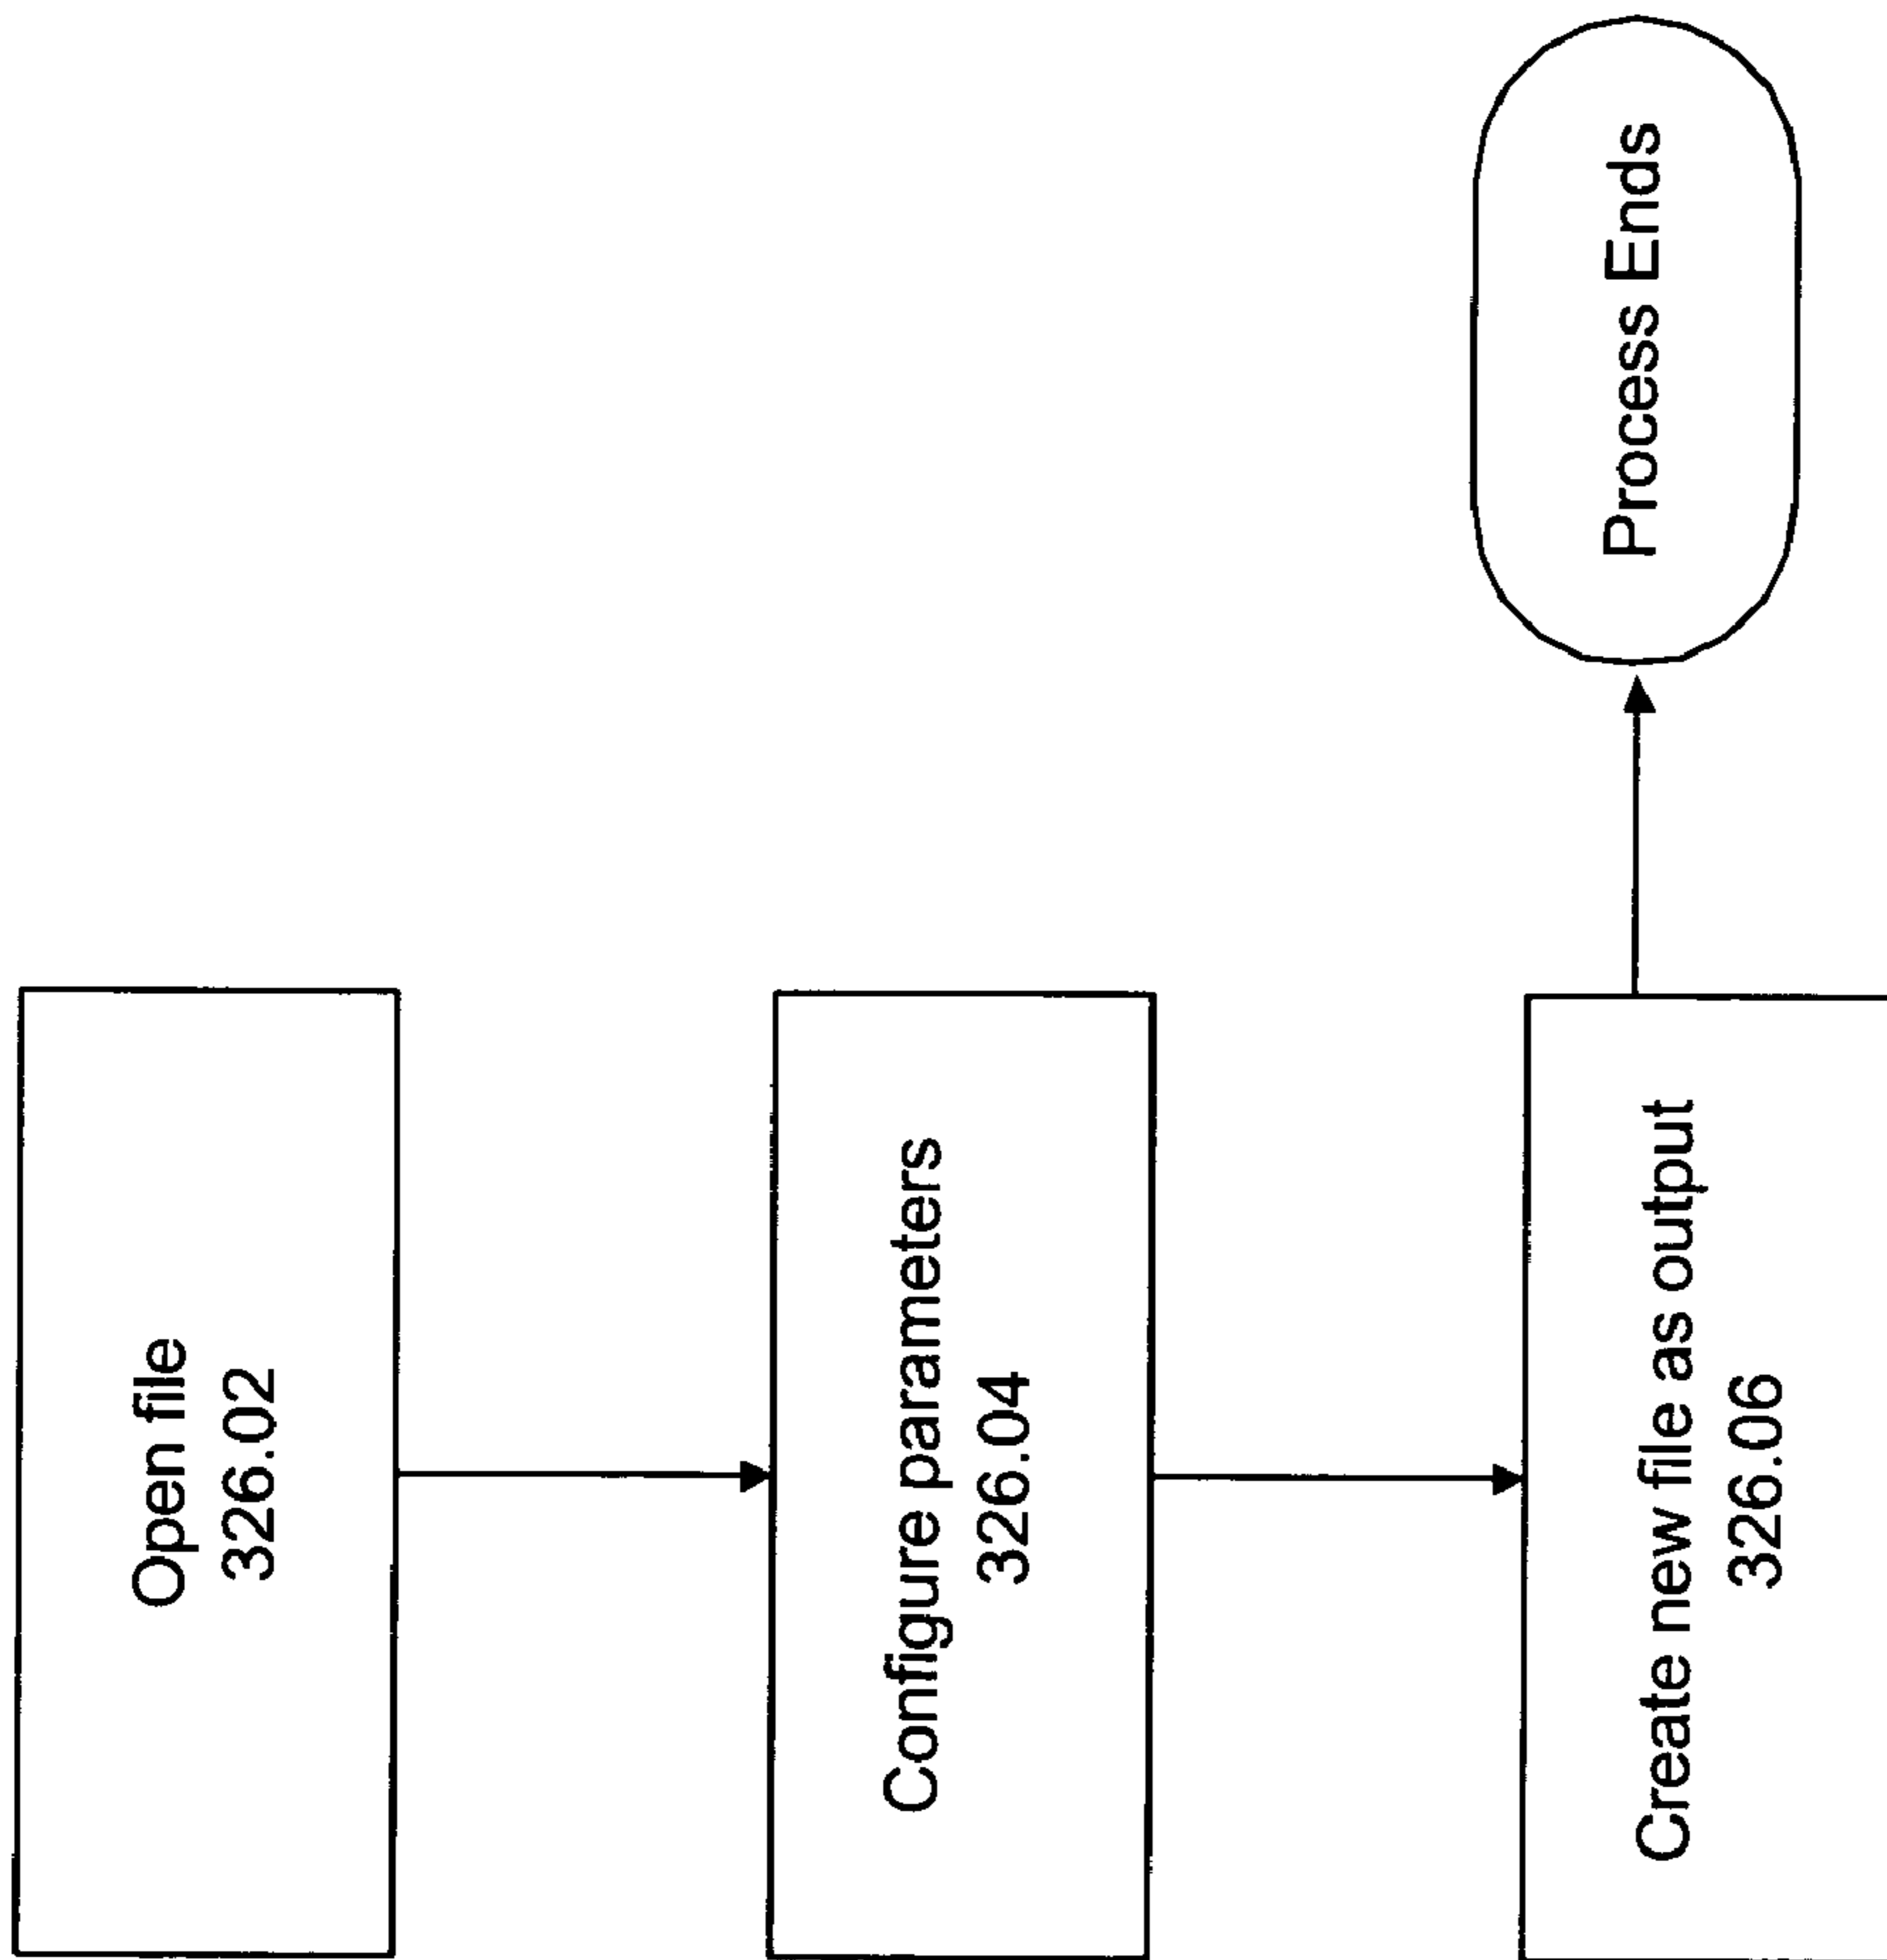 Open file
326.02
Configure parameters
326.04
Create new file as output
326.06
Process Ends